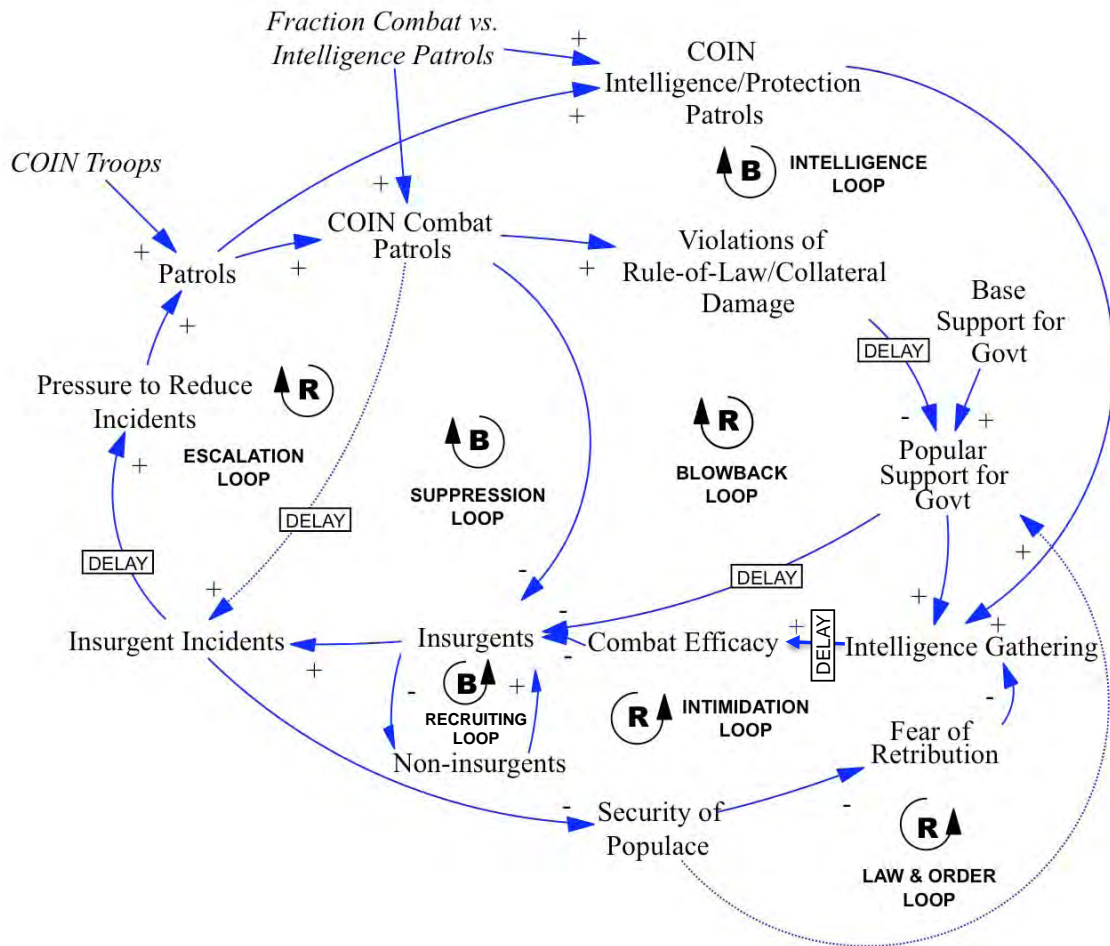 Fraction Combat vs.
Intelligence Patrols
+
COIN
Intelligence/Protection
Patrols
+
+
INTELLIGENCE
LOOP
B
COIN Troops
+
COIN Combat
Patrols
+
Patrols
+
+
Violations of
Rule-of-Law/Collateral
Damage
+
Base
Support for
Govt
DELAY
+
Pressure to Reduce
Incidents
+
R
ESCALATION
LOOP
B
SUPPRESSION
LOOP
R
BLOWBACK
LOOP
-
+
Popular
Support for
Govt
DELAY
DELAY
DELAY
+
-
+
+
Insurgent Incidents
+
Insurgents
-
-
Combat Efficacy
+
DELAY
Intelligence Gathering
+
-
B
+
RECRUITING
LOOP
Non-insurgents
R
INTIMIDATION
LOOP
-
Fear of
Retribution
-
Security of
Populace
-
R
LAW & ORDER
LOOP